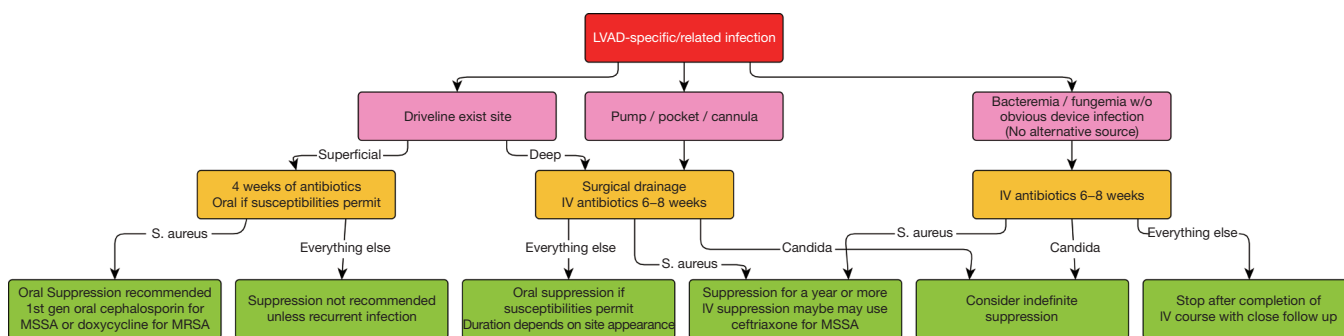 LVAD-specific/related infection
Driveline exist site
Pump / pocket / cannula
Bacteremia / fungemia w/o
obvious device infection
(No alternative source)
Superficial
Deep
4 weeks of antibiotics
Oral if susceptibilities permit
Surgical drainage
IV antibiotics 6–8 weeks
IV antibiotics 6–8 weeks
S. aureus
Everything else
Everything else
S. aureus
Candida
S. aureus
Candida
Everything else
Oral Suppression recommended
1st gen oral cephalosporin for
MSSA or doxycycline for MRSA
Suppression not recommended
unless recurrent infection
Oral suppression if
susceptibilities permit
Duration depends on site appearance
Suppression for a year or more
IV suppression maybe may use
ceftriaxone for MSSA
Consider indefinite
suppression
Stop after completion of
IV course with close follow up